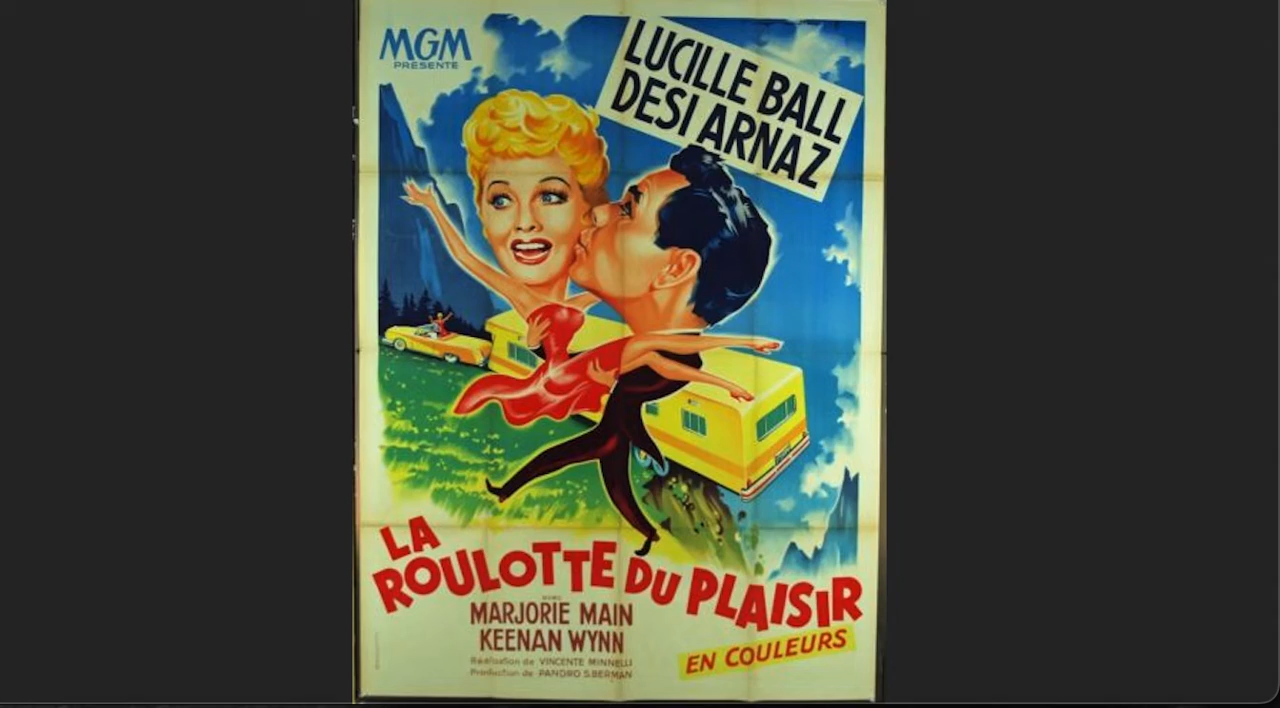 MGM
PRÉSENTE
LUCILLE BALL
DESI ARNAZ
LA
ROULOTTE DU PLAISIR
MARJORIE MAIN
KEENAN WYNN
Réalisation de VINCENTE MINNELLI
Production de PANDRO S. BERMAN
EN COULEURS